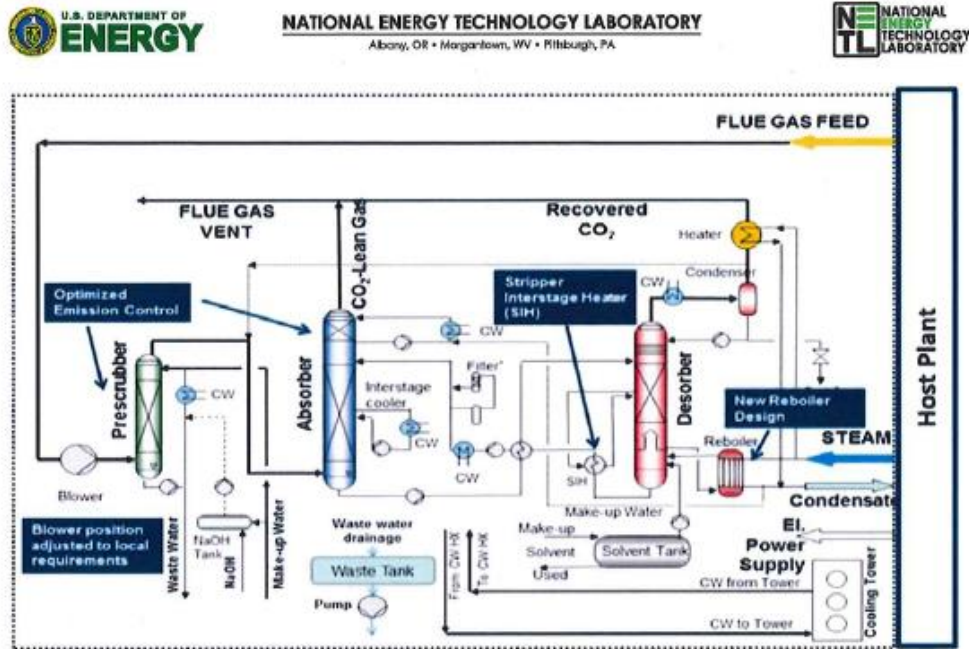 U.S. DEPARTMENT OF
ENERGY
NATIONAL ENERGY TECHNOLOGY LABORATORY
Albany, OR • Morgantown, WV • Pittsburgh, PA
NETL
NATIONAL
ENERGY
TECHNOLOGY
LABORATORY
FLUE GAS FEED
FLUE GAS
VENT
CO₂-Lean Gas
Recovered
CO₂
Heater
Condenser
CW
Stripper
Interstage Heater
(SIH)
Optimized
Emission Control
CW
Prescrubber
CW
Absorber
Interstage
cooler
CW
Filter*
CW
Desorber
New Reboiler
Design
Reboiler
STEAM
Condensate
Host Plant
SIH
Blower
Blower position
adjusted to local
requirements
NaOH
Tank
Waste Water
NaOH
Make-up Water
Waste water
drainage
Waste Tank
Pump
From CW HX
To CW HX
Make-up Water
Make-up
Solvent
Used
Solvent Tank
El.
Power
Supply
CW from Tower
CW to Tower
Cooling Tower